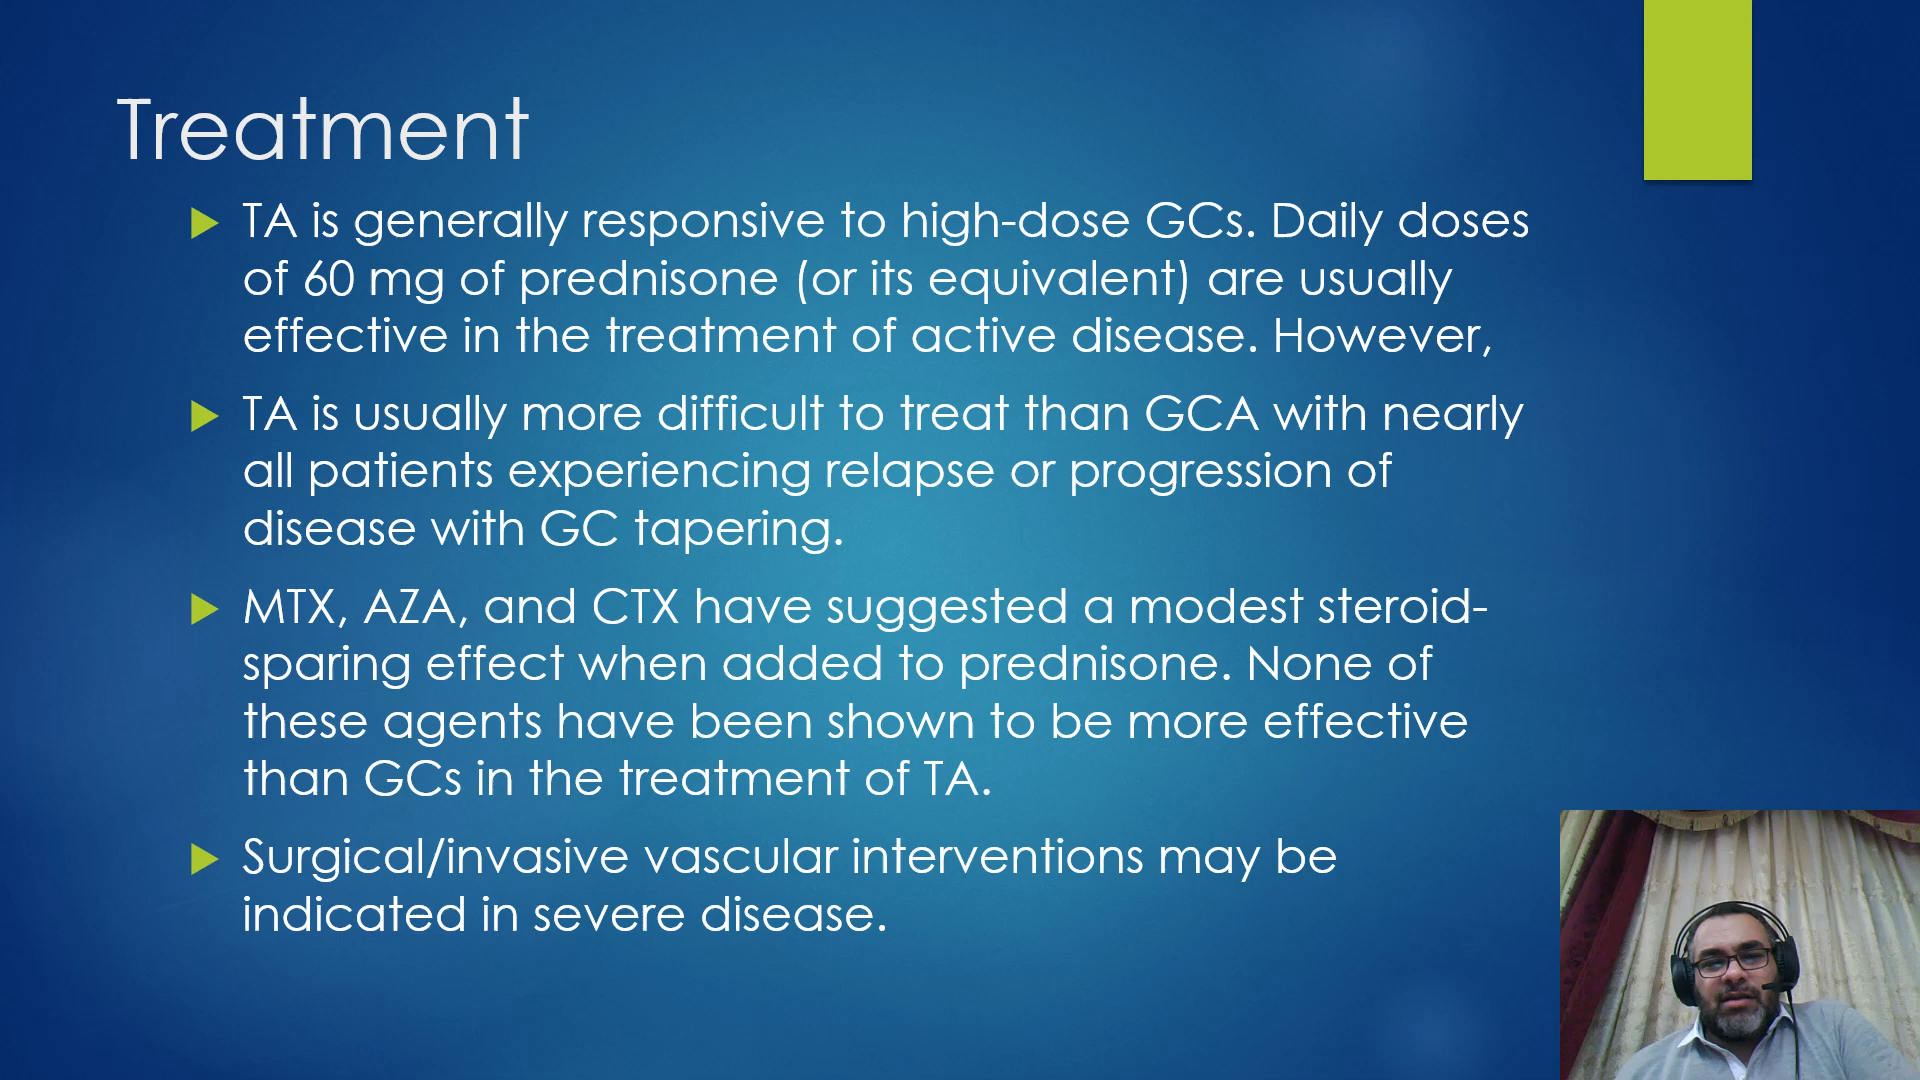 Treatment
TA is generally responsive to high-dose GCs. Daily doses
of 60 mg of prednisone (or its equivalent) are usually
effective in the treatment of active disease. However,
TA is usually more difficult to treat than GCA with nearly
all patients experiencing relapse or progression of
disease with GC tapering.
MTX, AZA, and CTX have suggested a modest steroid-
sparing effect when added to prednisone. None of
these agents have been shown to be more effective
than GCs in the treatment of TA.
Surgical/invasive vascular interventions may be
indicated in severe disease.